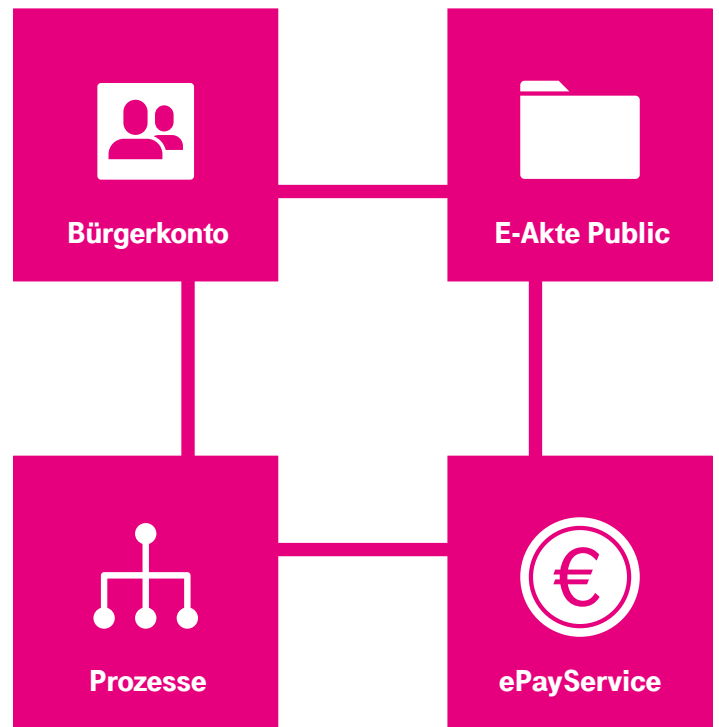 Bürgerkonto
E-Akte Public
Prozesse
€
ePayService